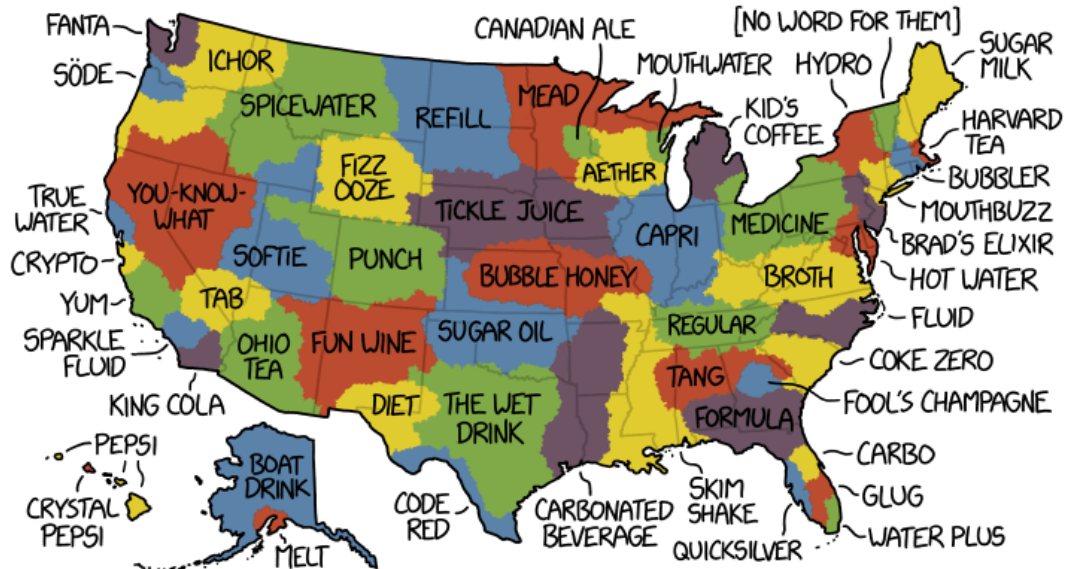 FANTA
SÖDE
ICHOR
SPICEWATER
REFILL
MEAD
CANADIAN ALE
MOUTHWATER
[NO WORD FOR THEM]
HYDRO
SUGAR
MILK
KID'S
COFFEE
HARVARD
TEA
BUBBLER
MOUTHBUZZ
BRAD'S ELIXIR
HOT WATER
FIZZ
OOZE
AETHER
TRUE
WATER
YOU-KNOW-
WHAT
TICKLE JUICE
CAPRI
MEDICINE
CRYPTO
SOFTIE
PUNCH
BUBBLE HONEY
BROTH
YUM
TAB
SPARKLE
FLUID
OHIO
TEA
FUN WINE
SUGAR OIL
REGULAR
FLUID
COKE ZERO
KING COLA
DIET
THE WET
DRINK
TANG
FORMULA
FOOL'S CHAMPAGNE
PEPSI
CRYSTAL
PEPSI
BOAT
DRINK
MELT
CODE
RED
CARBONATED
BEVERAGE
SKIM
SHAKE
QUICKSILVER
CARBO
GLUG
WATER PLUS